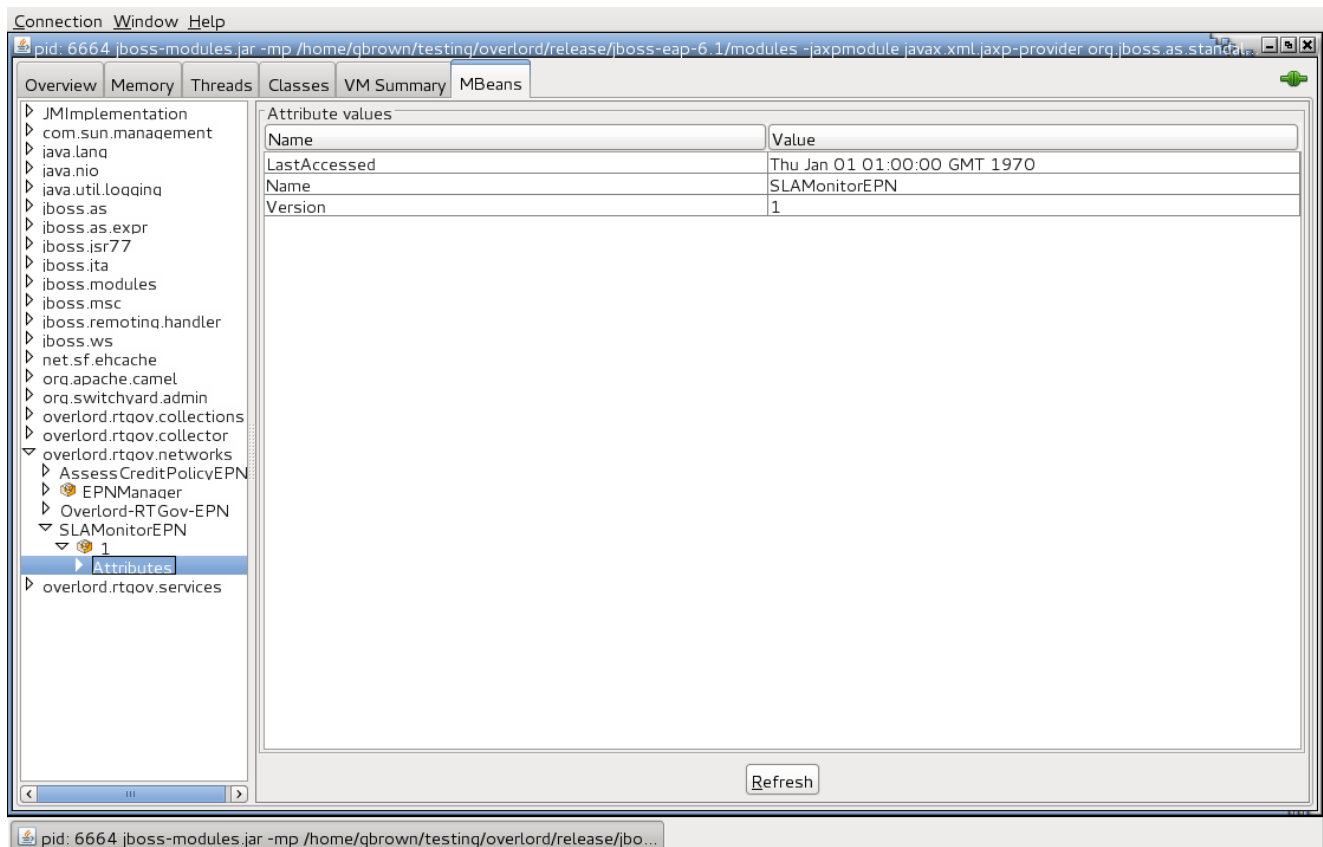 Connection Window Help
pid: 6664 jboss-modules.jar -mp /home/gbrown/testing/overlord/release/jboss-eap-6.1/modules -jaxpmodule javax.xml.jaxp-provider org.jboss.as.standal...
Overview Memory Threads Classes VM Summary MBeans
JMImplementation
com.sun.management
java.lang
java.nio
java.util.logging
jboss.as
jboss.as.expr
jboss.jsr77
jboss.jta
jboss.modules
jboss.msc
jboss.remoting.handler
jboss.ws
net.sf.ehcache
org.apache.camel
org.switchyard.admin
overlord.rtgov.collections
overlord.rtgov.collector
overlord.rtgov.networks
AssessCreditPolicyEPN
EPNManager
Overlord-RTGov-EPN
SLAMonitorEPN
1
Attributes
overlord.rtgov.services
Attribute values
Name Value
LastAccessed Thu Jan 01 01:00:00 GMT 1970
Name SLAMonitorEPN
Version 1
Refresh
pid: 6664 jboss-modules.jar -mp /home/gbrown/testing/overlord/release/jbo...